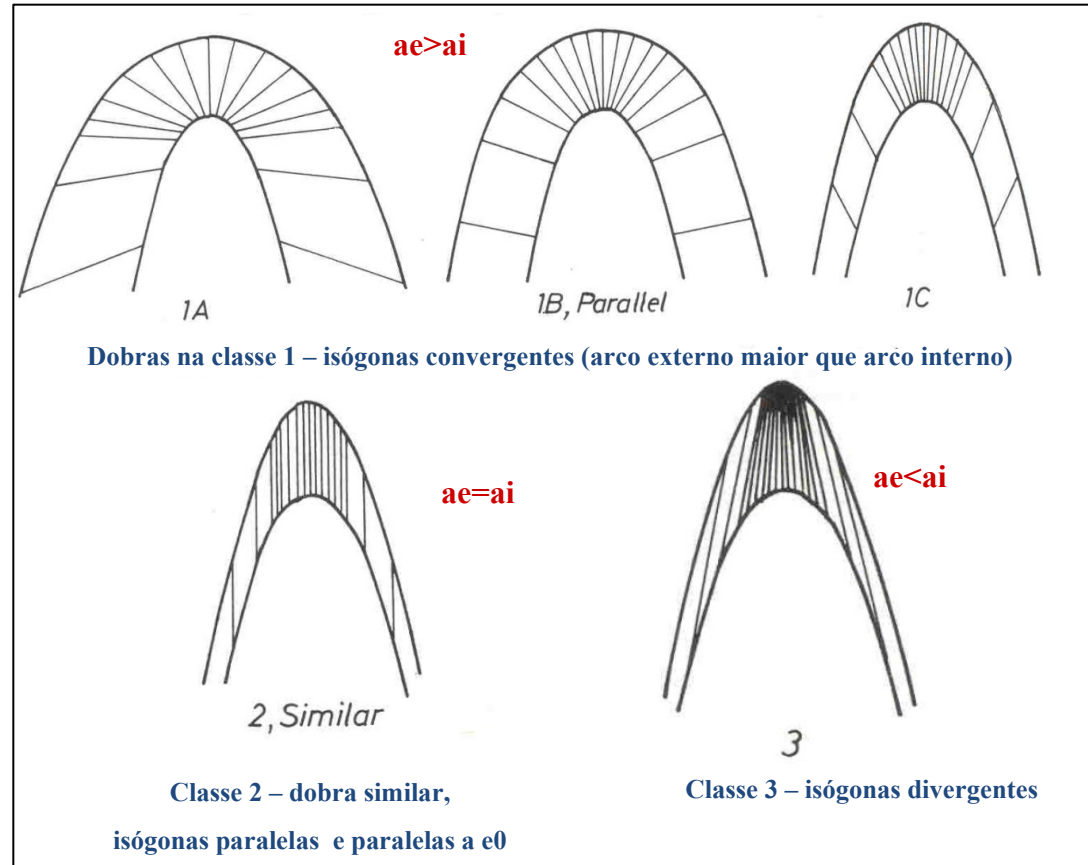 ae>ai
1A
1B, Parallel
1C
Dobras na classe 1 – isógonas convergentes (arco externo maior que arco interno)
ae=ai
ae<ai
2, Similar
3
Classe 2 – dobra similar,
isógonas paralelas e paralelas a e0
Classe 3 – isógonas divergentes